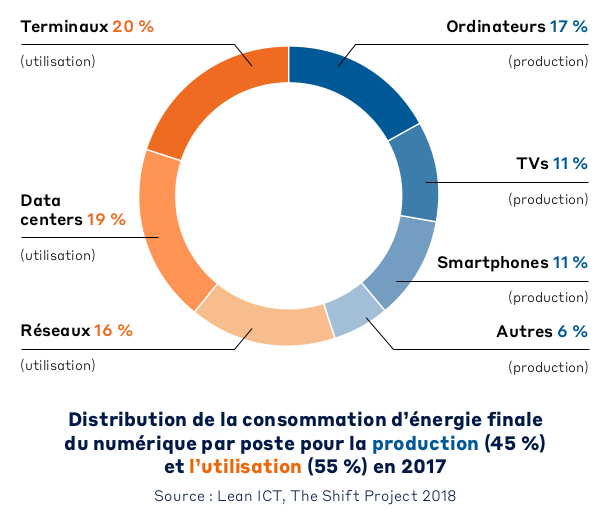 Terminaux 20 %
(utilisation)
Ordinateurs 17 %
(production)
TVs 11 %
(production)
Data
centers 19 %
(utilisation)
Smartphones 11 %
(production)
Réseaux 16 %
(utilisation)
Autres 6 %
(production)
Distribution de la consommation d’énergie finale
du numérique par poste pour la production (45 %)
et l’utilisation (55 %) en 2017
Source : Lean ICT, The Shift Project 2018